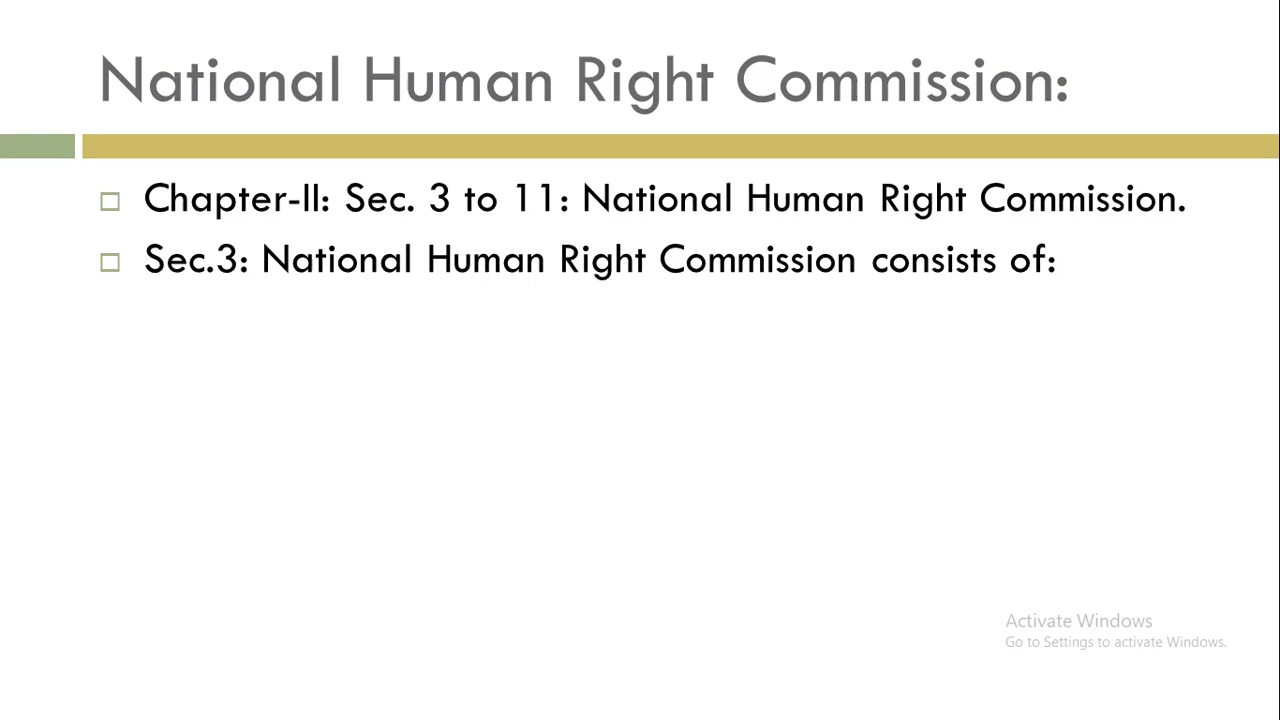 National Human Right Commission:
Chapter-II: Sec. 3 to 11: National Human Right Commission.
Sec.3: National Human Right Commission consists of:
Activate Windows
Go to Settings to activate Windows.